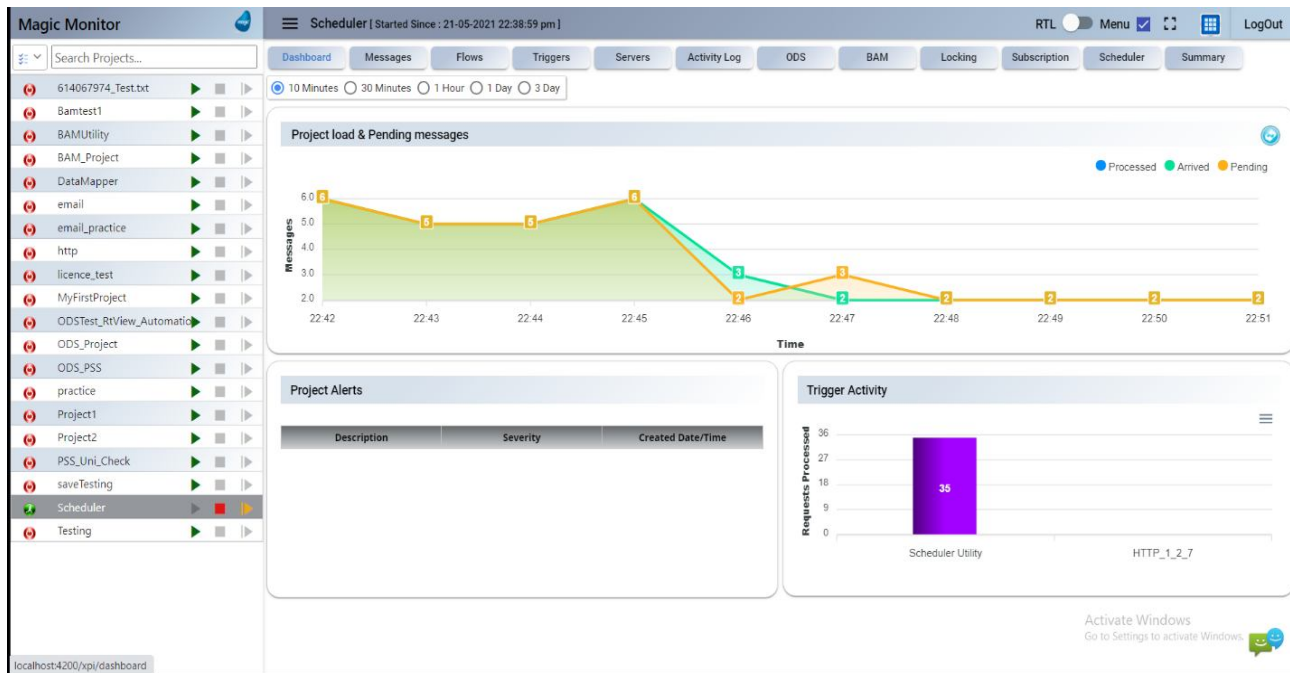 Magic Monitor
Scheduler [ Started Since : 21-05-2021 22:38:59 pm ]
RTL Menu LogOut
Search Projects...
614067974_Test.txt
Bamtest1
BAMUtility
BAM_Project
DataMapper
email
email_practice
http
licence_test
MyFirstProject
ODSTest_RtView_Automatio
ODS_Project
ODS_PSS
practice
Project1
Project2
PSS_Uni_Check
saveTesting
Scheduler
Testing
localhost:4200/xpi/dashboard
Dashboard Messages Flows Triggers Servers Activity Log ODS BAM Locking Subscription Scheduler Summary
10 Minutes 30 Minutes 1 Hour 1 Day 3 Day
Project load & Pending messages
Processed Arrived Pending
Messages
6.0
5.0
4.0
3.0
2.0
6 5 5 6 3 2 3 2 2 2 2 2
22:42 22:43 22:44 22:45 22:46 22:47 22:48 22:49 22:50 22:51
Time
Project Alerts
Description Severity Created Date/Time
Trigger Activity
Requests Processed
36
27
18
9
0
35
Scheduler Utility HTTP_1_2_7
Activate Windows
Go to Settings to activate Windows.